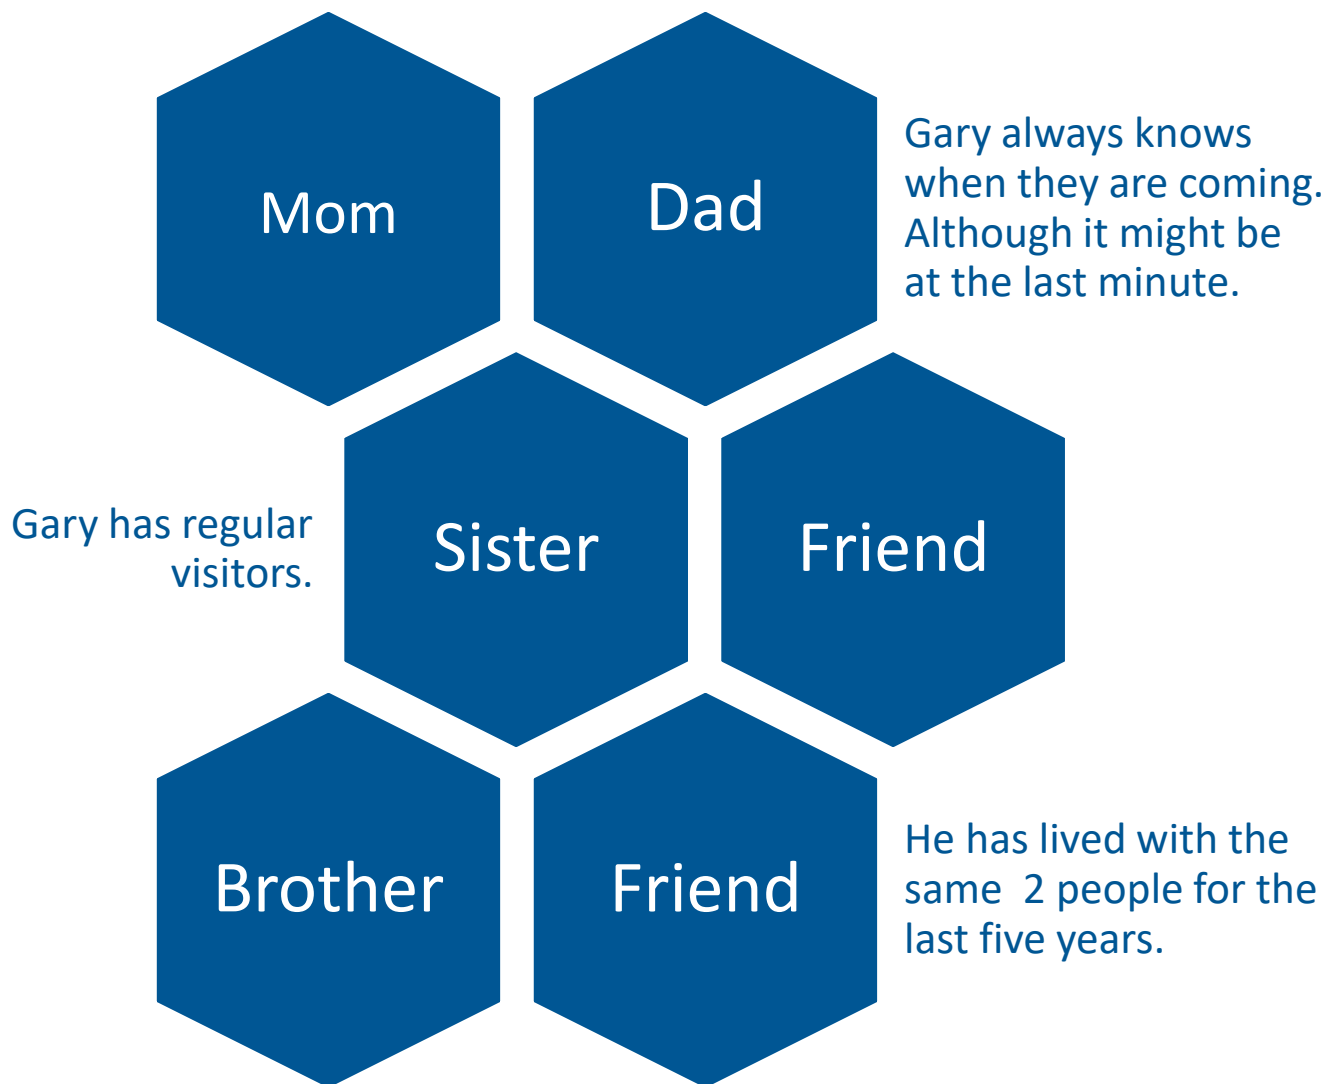 Mom
Dad
Gary always knows
when they are coming.
Although it might be
at the last minute.
Gary has regular
visitors.
Sister
Friend
Brother
Friend
He has lived with the
same  2 people for the
last five years.